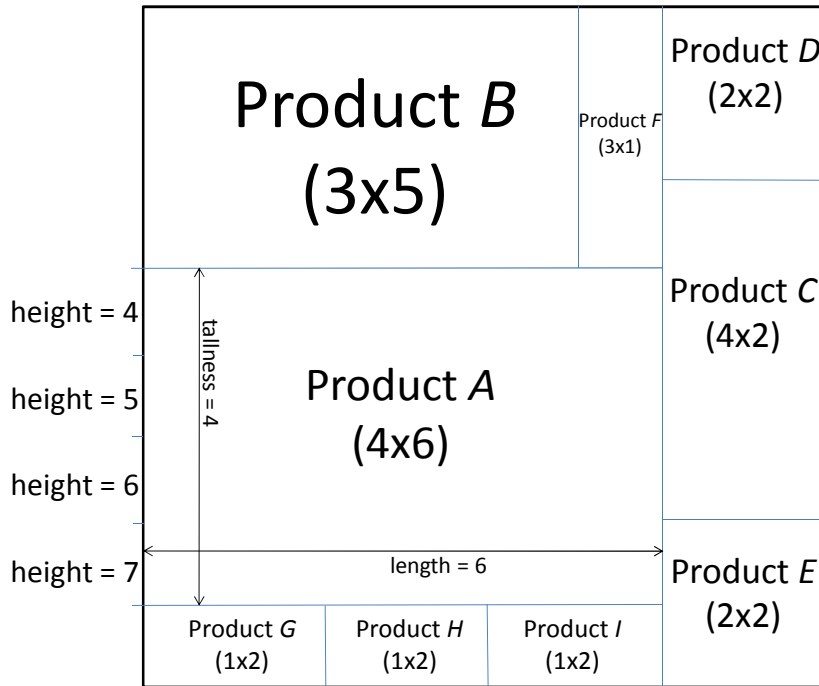 Product B
(3x5)
Product F
(3x1)
Product D
(2x2)
height = 4
height = 5
height = 6
height = 7
tallness = 4
Product A
(4x6)
length = 6
Product C
(4x2)
Product E
(2x2)
Product G
(1x2)
Product H
(1x2)
Product I
(1x2)